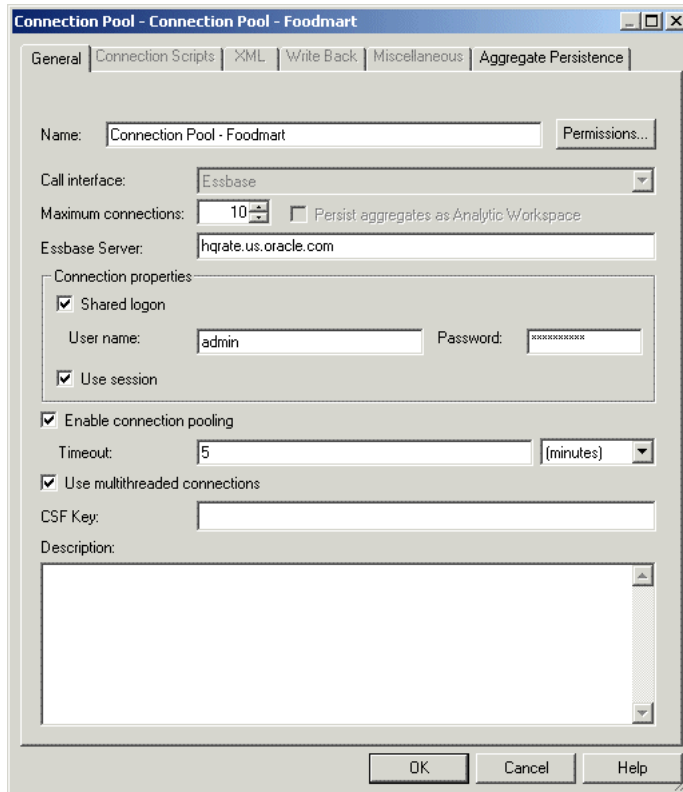 Connection Pool - Connection Pool - Foodmart
General Connection Scripts XML Write Back Miscellaneous Aggregate Persistence
Name: Connection Pool - Foodmart Permissions...
Call interface: Essbase
Maximum connections: 10 Persist aggregates as Analytic Workspace
Essbase Server: hqrate.us.oracle.com
Connection properties
Shared logon
User name: admin Password: **********
Use session
Enable connection pooling
Timeout: 5 (minutes)
Use multithreaded connections
CSF Key:
Description:
OK Cancel Help